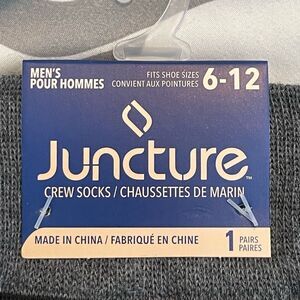 MEN'S
POUR HOMMES
FITS SHOE SIZES
CONVIENT AUX POINTURES
6-12
Juncture™
CREW SOCKS / CHAUSSETTES DE MARIN
MADE IN CHINA / FABRIQUÉ EN CHINE
1 PAIRS
PAIRES